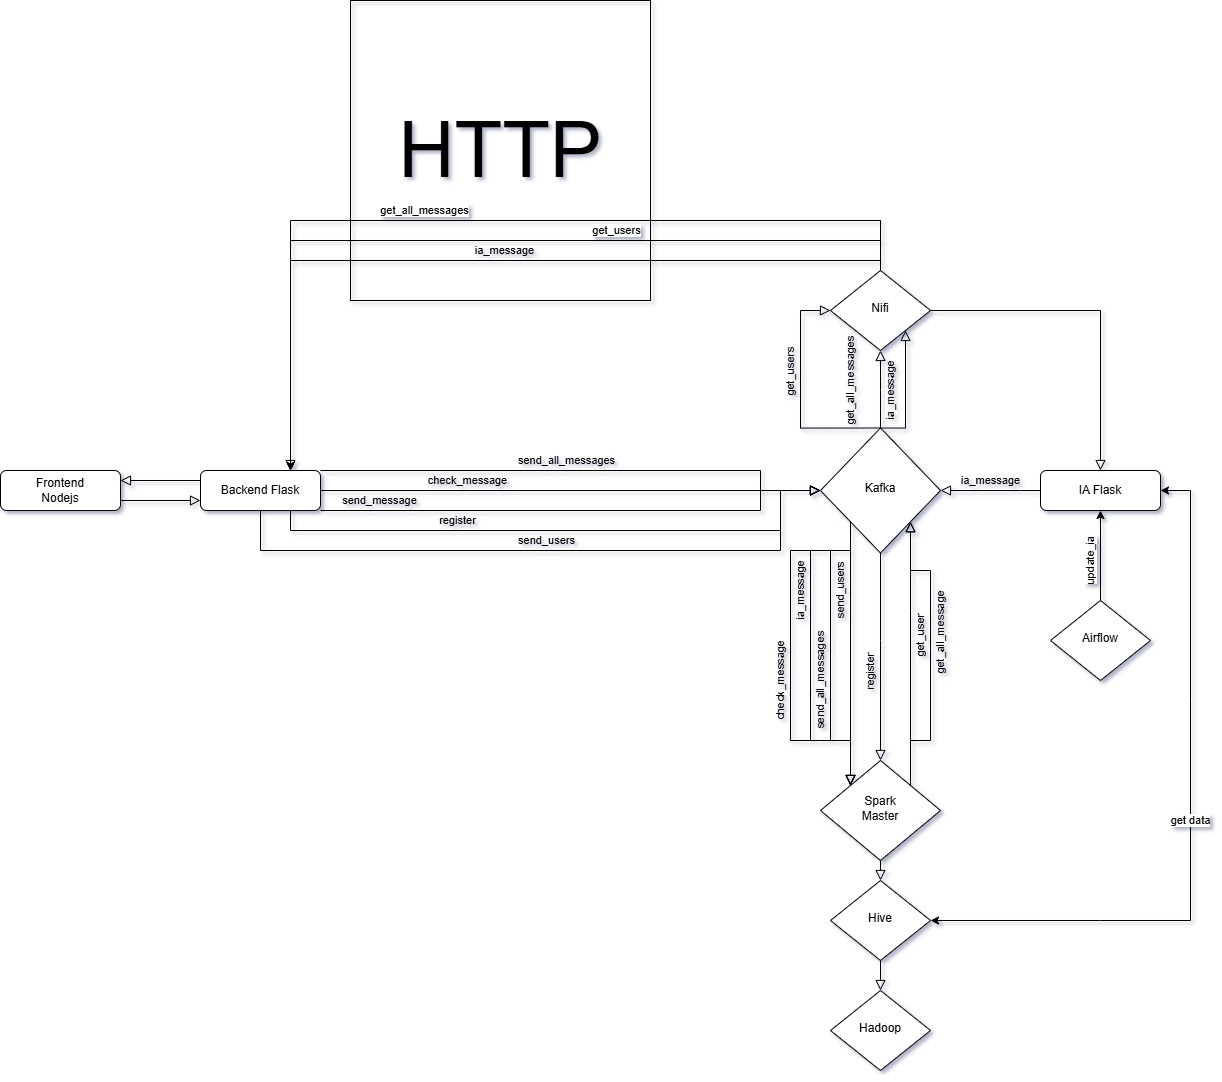 HTTP
get_all_messages
get_users
ia_message
Nifi
get_users
get_all_messages
ia_message
Frontend
Nodejs
Backend Flask
send_all_messages
check_message
send_message
register
send_users
Kafka
ia_message
IA Flask
update_ia
Airflow
ia_message
send_users
check_message
send_all_messages
register
get_user
get_all_message
Spark
Master
get data
Hive
Hadoop